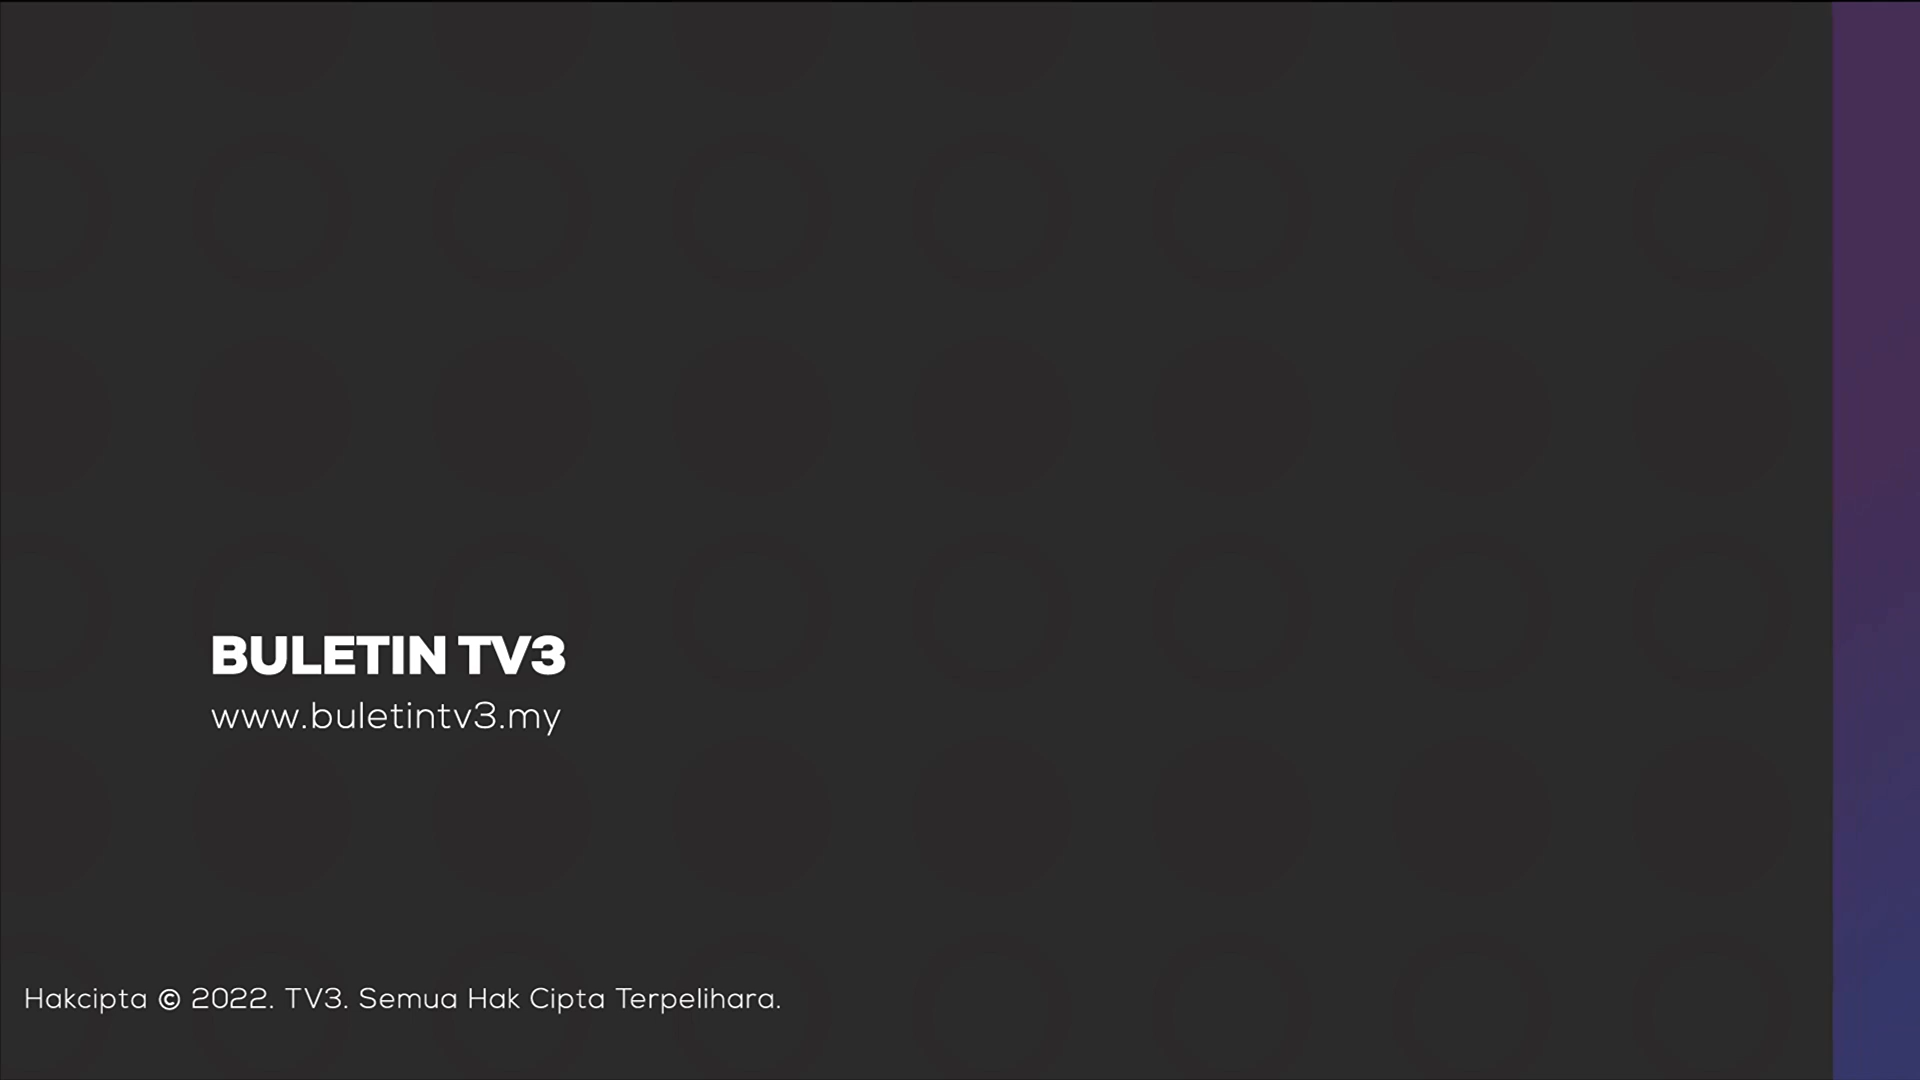 BULETIN TV3
www.buletintv3.my
Hakcipta © 2022. TV3. Semua Hak Cipta Terpelihara.